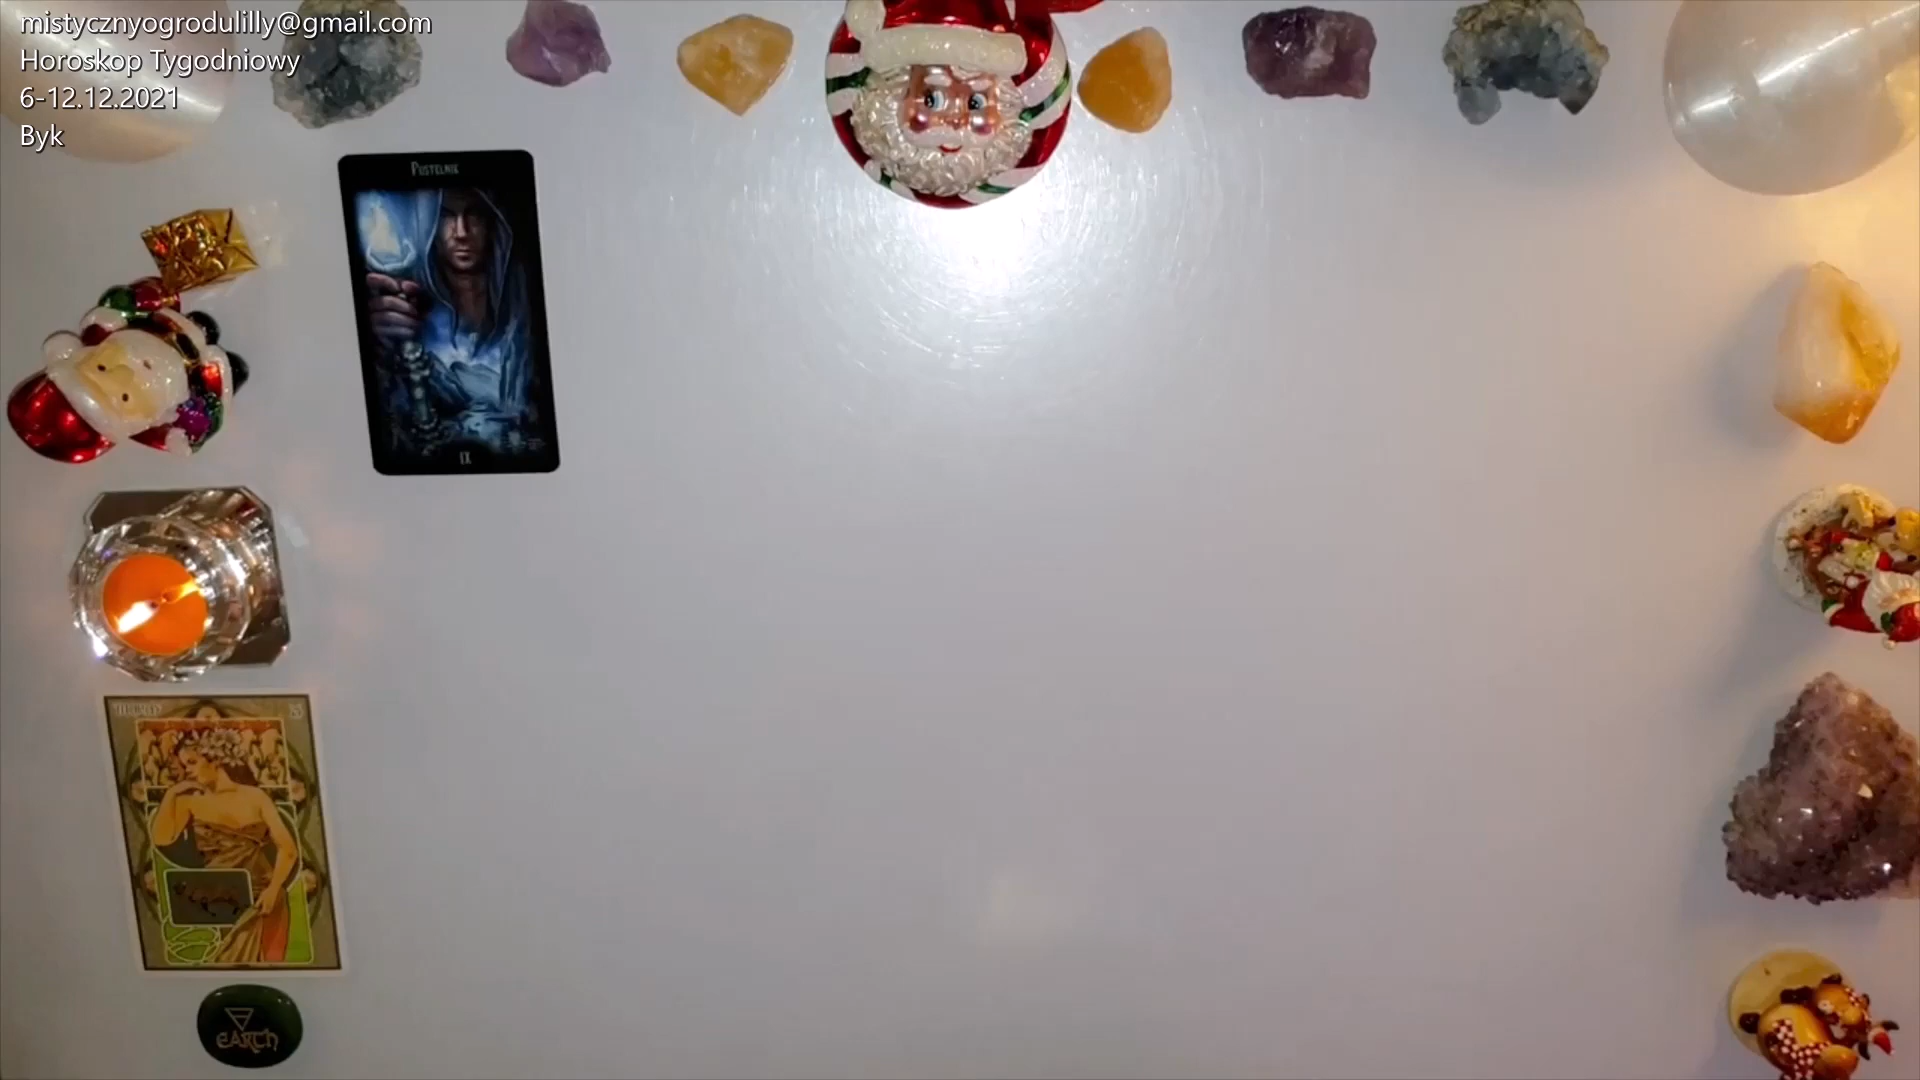 mistycznyogrodulilly@gmail.com
Horoskop Tygodniowy
6-12.12.2021
Byk
Pustelnik
IX
EARTH